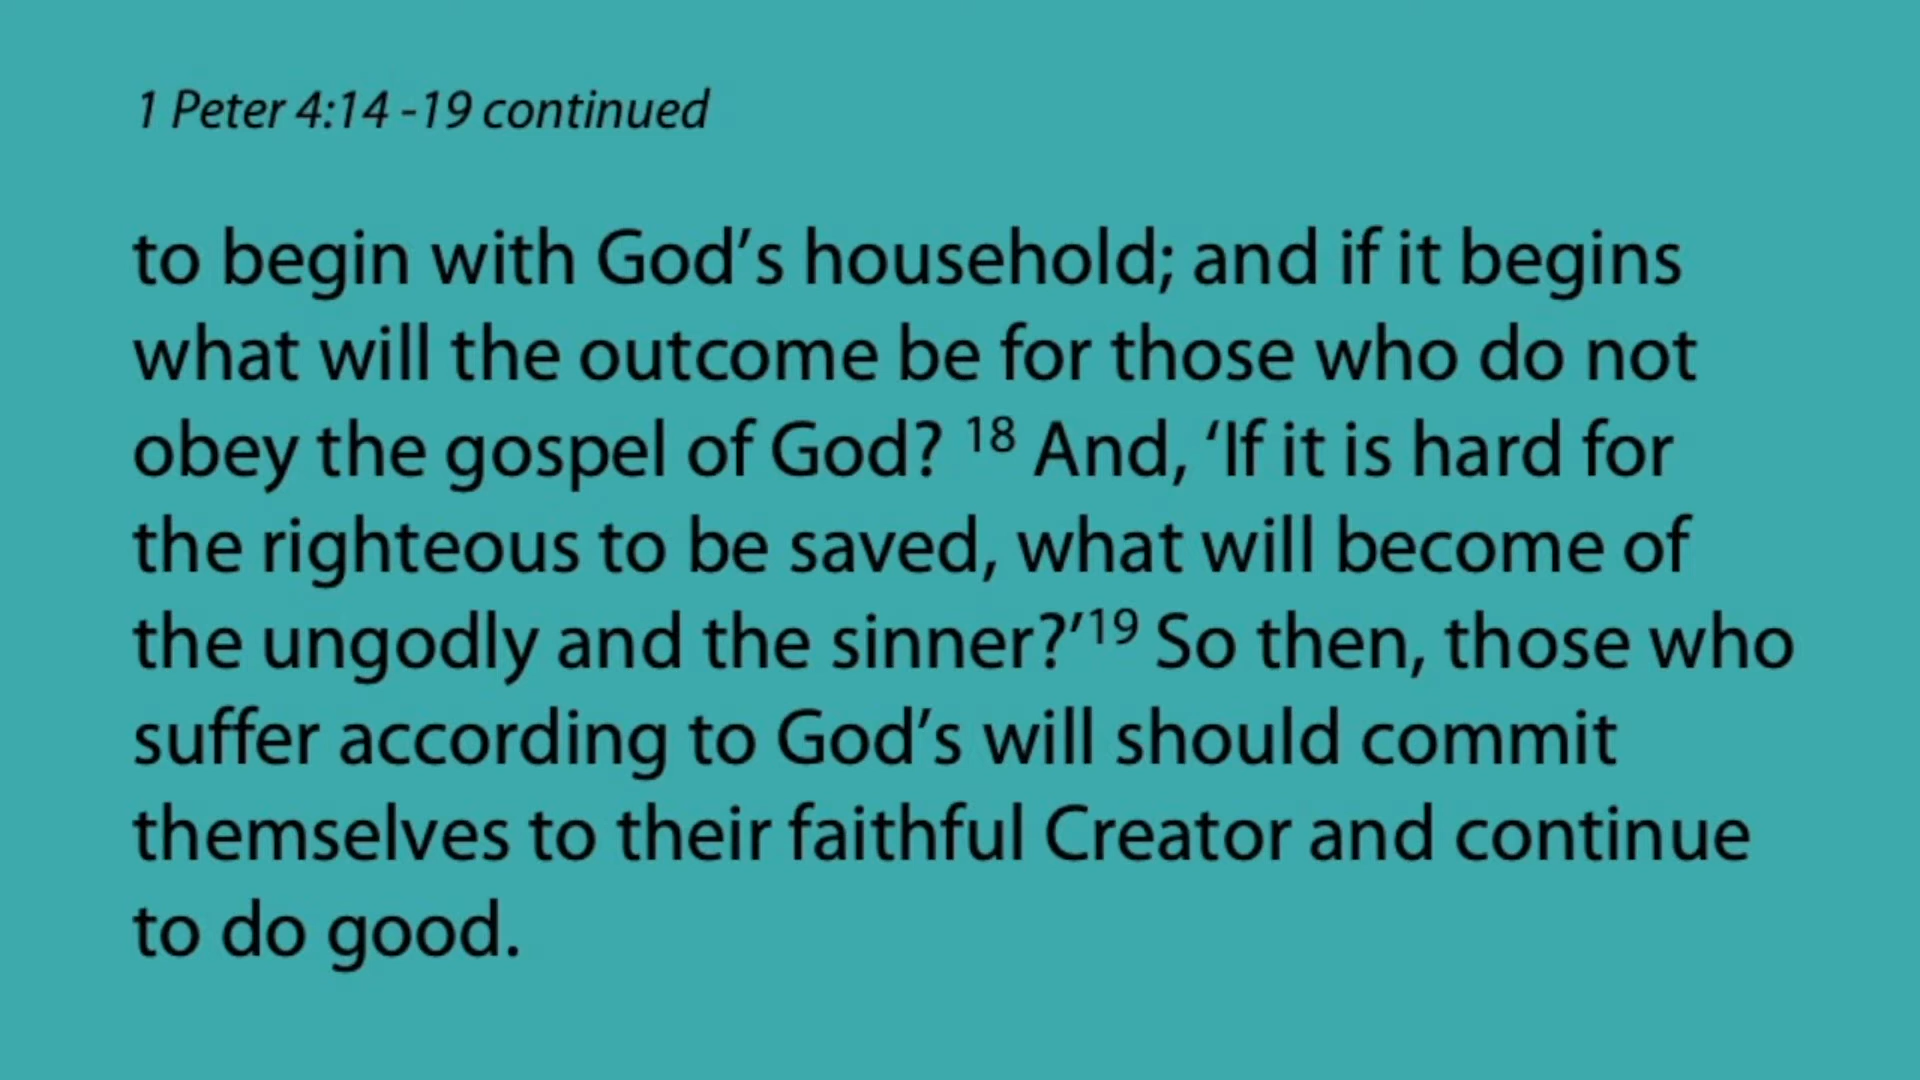 1 Peter 4:14 -19 continued
to begin with God’s household; and if it begins
what will the outcome be for those who do not
obey the gospel of God? 18 And, ‘If it is hard for
the righteous to be saved, what will become of
the ungodly and the sinner?’19 So then, those who
suffer according to God’s will should commit
themselves to their faithful Creator and continue
to do good.